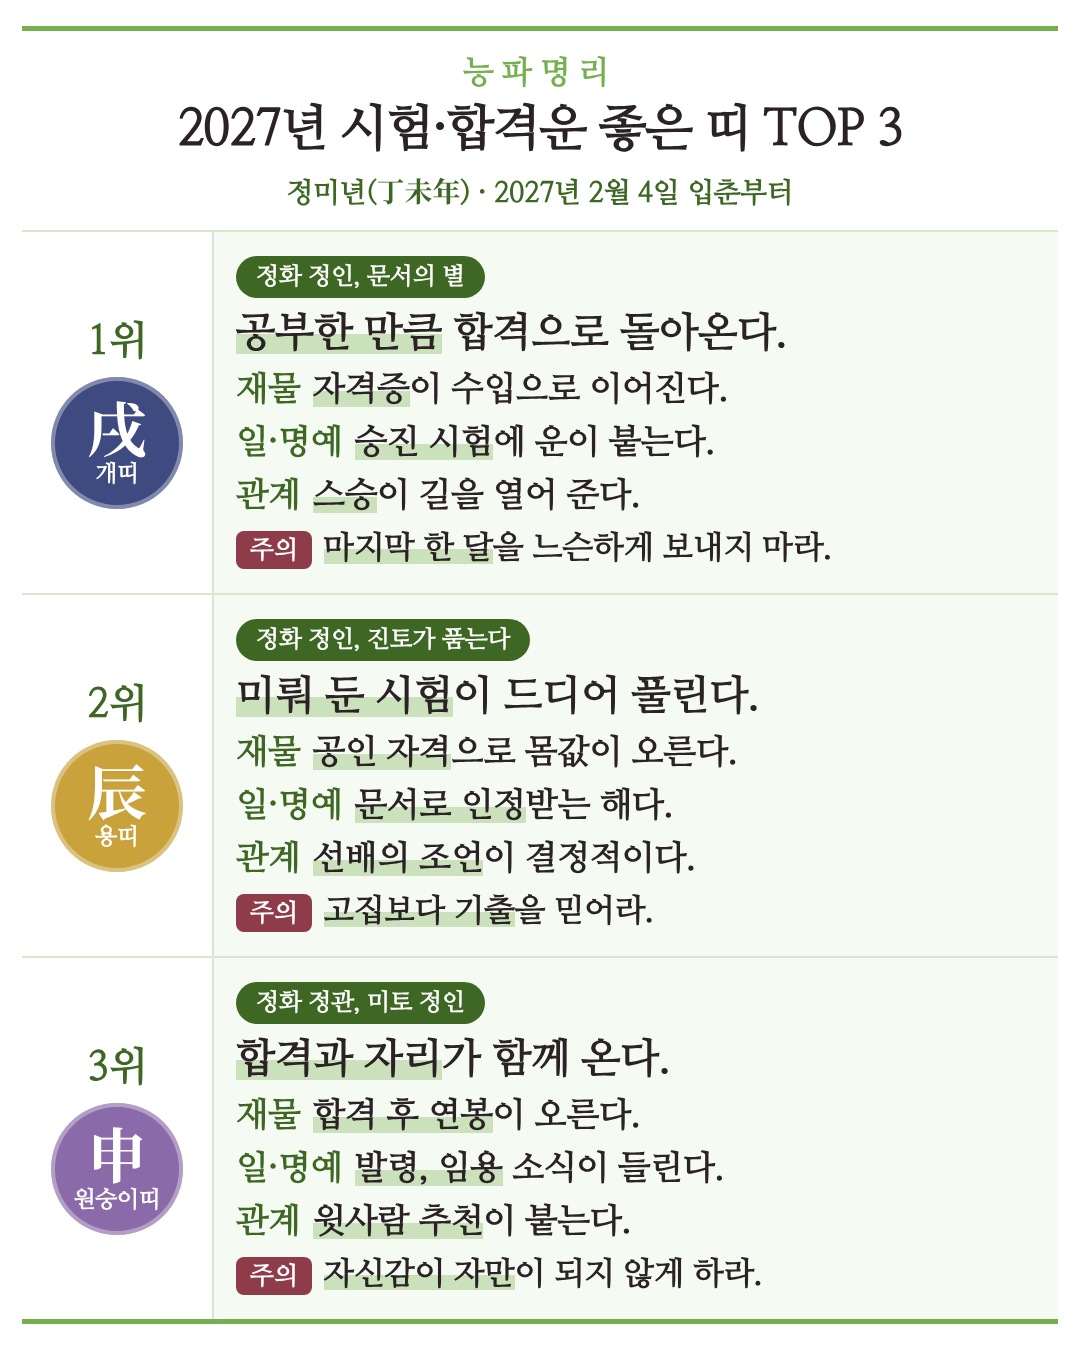 능파명리
2027년 시험·합격운 좋은 띠 TOP 3
정미년(丁未年) · 2027년 2월 4일 입춘부터
1위
戌
개띠
정화 정인, 문서의 별
공부한 만큼 합격으로 돌아온다.
재물 자격증이 수입으로 이어진다.
일·명예 승진 시험에 운이 붙는다.
관계 스승이 길을 열어 준다.
주의 마지막 한 달을 느슨하게 보내지 마라.
2위
辰
용띠
정화 정인, 진토가 품는다
미뤄 둔 시험이 드디어 풀린다.
재물 공인 자격으로 몸값이 오른다.
일·명예 문서로 인정받는 해다.
관계 선배의 조언이 결정적이다.
주의 고집보다 기출을 믿어라.
3위
申
원숭이띠
정화 정관, 미토 정인
합격과 자리가 함께 온다.
재물 합격 후 연봉이 오른다.
일·명예 발령, 임용 소식이 들린다.
관계 윗사람 추천이 붙는다.
주의 자신감이 자만이 되지 않게 하라.